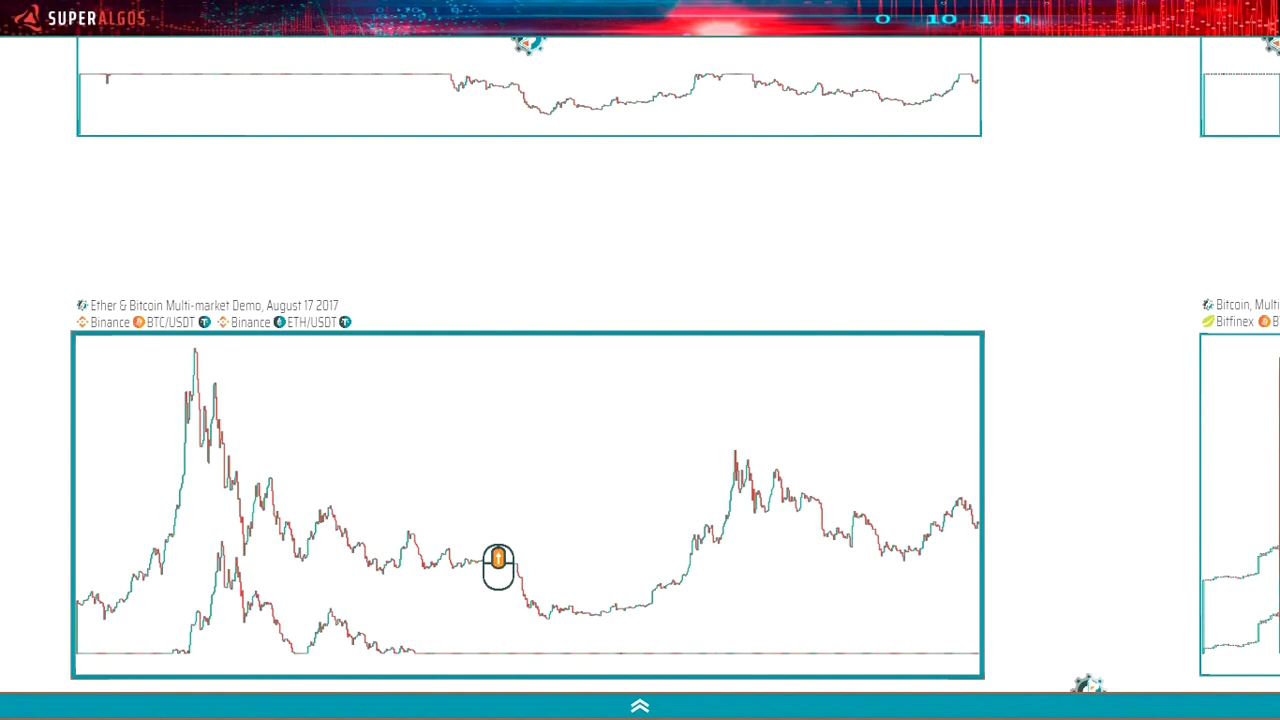 SUPERALGOS
0 10 1 0
Ether & Bitcoin Multi-market Demo, August 17 2017
Binance BTC/USDT Binance ETH/USDT
Bitcoin, Multi
Bitfinex B